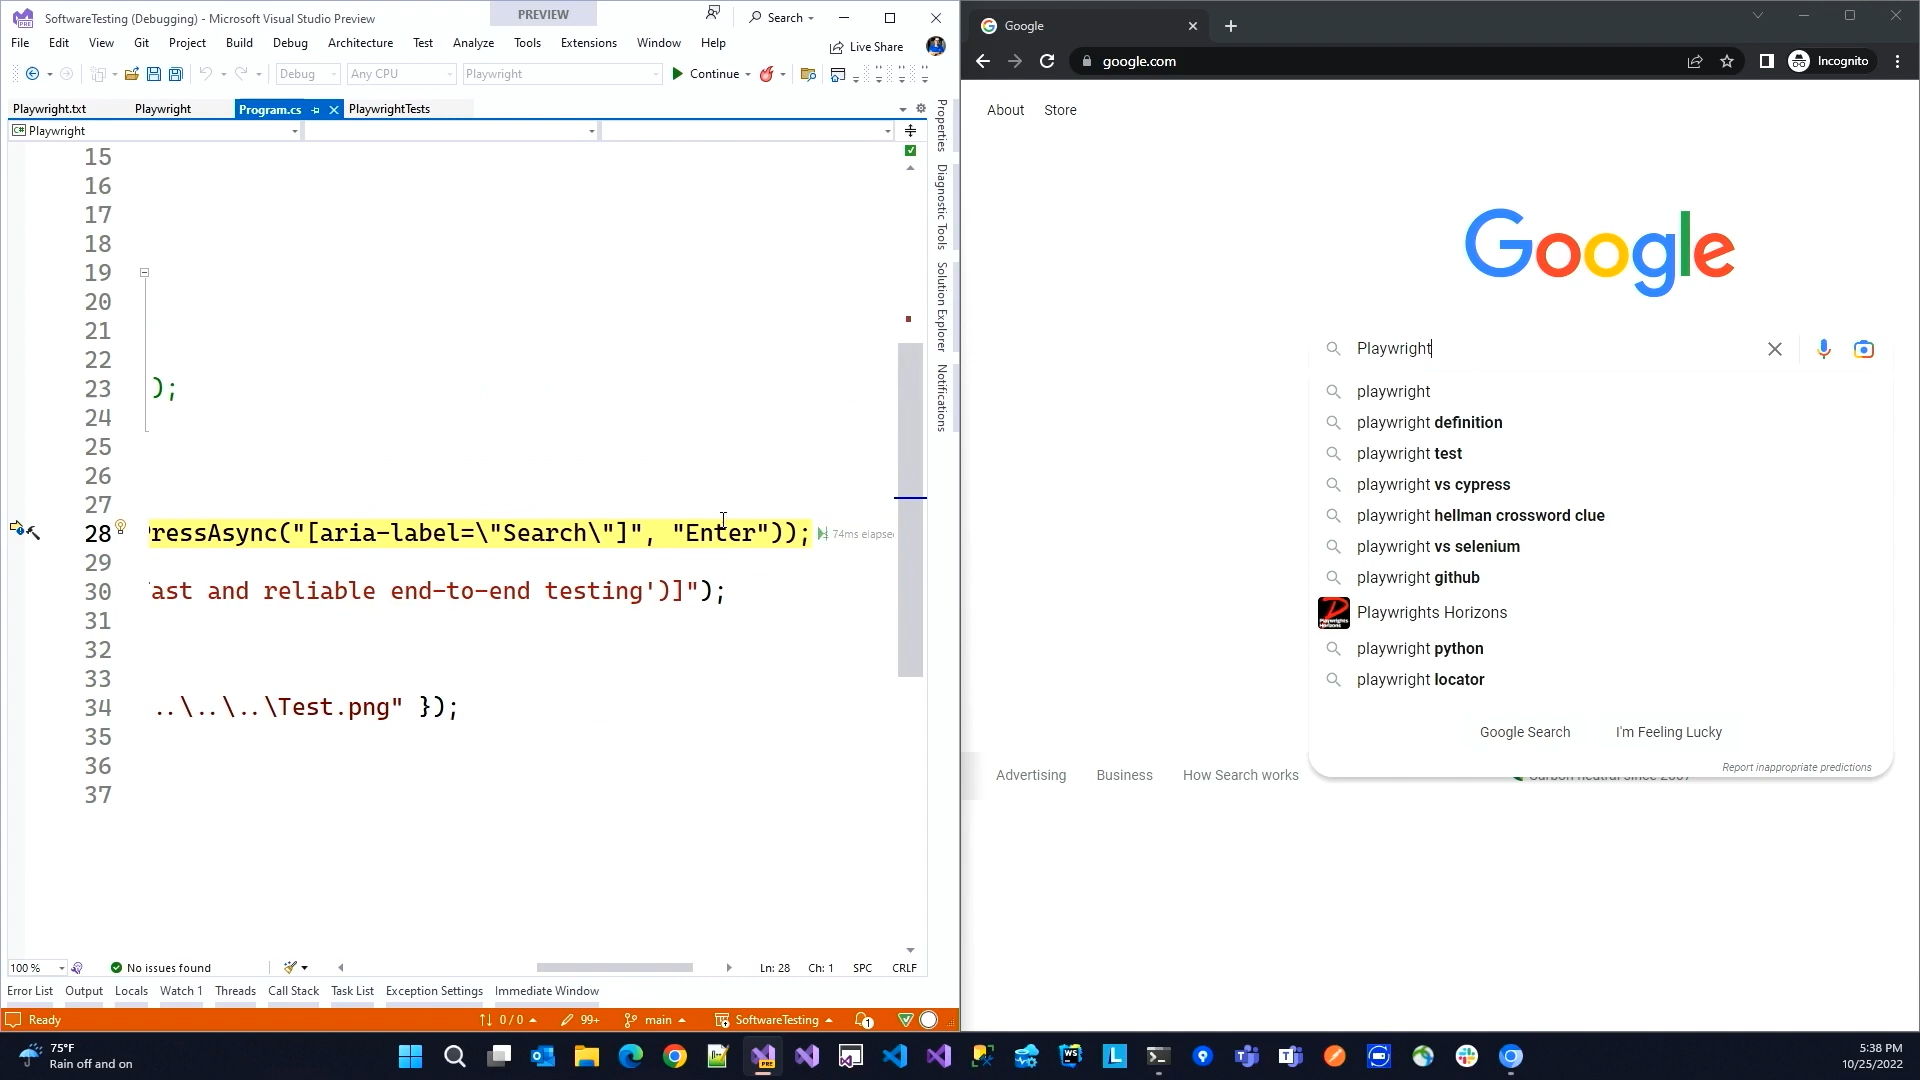 SoftwareTesting (Debugging) - Microsoft Visual Studio Preview
PREVIEW
Search
File Edit View Git Project Build Debug Test Analyze Tools Extensions Window Help
Architecture
Live Share
Debug
Any CPU
Playwright
Continue
Playwright.txt
Playwright
Program.cs
PlaywrightTests
C# Playwright
15
16
17
18
19
20
21
22
23 );
24
25
26
27
28 ressAsync("[aria-label=\"Search\"]", "Enter")); 74ms elapse
29
30 ast and reliable end-to-end testing')]");
31
32
33
34 ..\..\..\Test.png" });
35
36
37
Properties
Diagnostic Tools
Solution Explorer
Notifications
100 %
No issues found
Ln: 28 Ch: 1 SPC CRLF
Error List Output Locals Watch 1 Threads Call Stack Task List Exception Settings Immediate Window
Ready
0 / 0
99+
main
SoftwareTesting
1
Google
google.com
Incognito
About Store
Google
Playwright
playwright
playwright definition
playwright test
playwright vs cypress
playwright hellman crossword clue
playwright vs selenium
playwright github
Playwrights Horizons
playwright python
playwright locator
Google Search I'm Feeling Lucky
Report inappropriate predictions
Advertising Business How Search works
75°F
Rain off and on
PRE
WS
L
5:38 PM
10/25/2022